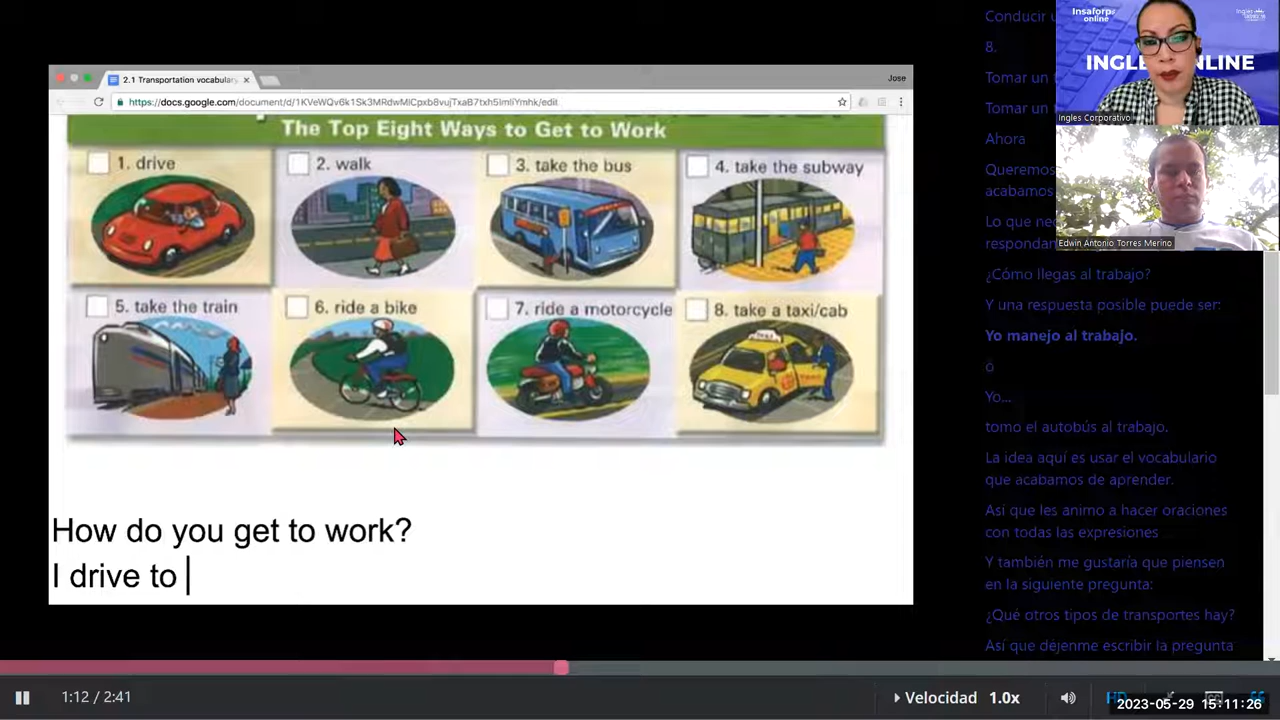 2.1 Transportation vocabulary
Jose
https://docs.google.com/document/d/1KVeWQv6k1Sk3MRdwMlCpxb8vujTxaB7txh5ImliYmhk/edit
The Top Eight Ways to Get to Work
1. drive
2. walk
3. take the bus
4. take the subway
5. take the train
6. ride a bike
7. ride a motorcycle
8. take a taxi/cab
How do you get to work?
I drive to
Conducir
8.
Tomar un
Tomar un
Ahora
Queremos
acabamos
Lo que
respondan
¿Cómo llegas al trabajo?
Y una respuesta posible puede ser:
Yo manejo al trabajo.
ó
Yo...
tomo el autobús al trabajo.
La idea aquí es usar el vocabulario
que acabamos de aprender.
Así que les animo a hacer oraciones
con todas las expresiones
Y también me gustaría que piensen
en la siguiente pregunta:
¿Qué otros tipos de transportes hay?
Así que déjenme escribir la pregunta
Insaforp
online
INGLE
ONLINE
Ingles Corporativo
Edwin Antonio Torres Merino
1:12 / 2:41
Velocidad 1.0x
HD
2023-05-29 15:11:26